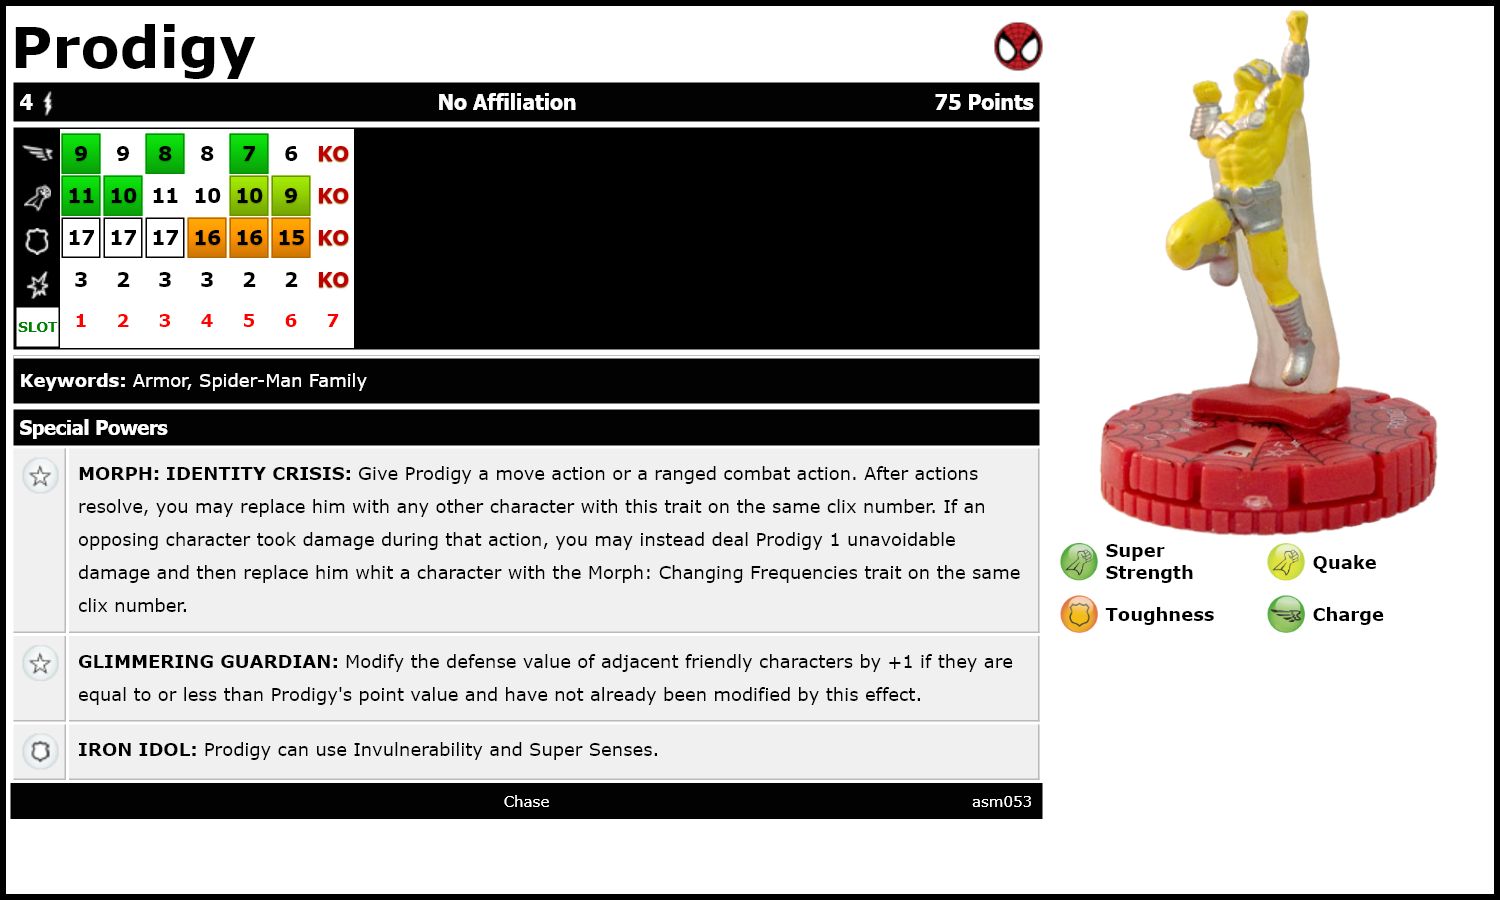 Prodigy
4 No Affiliation 75 Points
9 9 8 8 7 6 KO
11 10 11 10 10 9 KO
17 17 17 16 16 15 KO
3 2 3 3 2 2 KO
SLOT 1 2 3 4 5 6 7
Keywords: Armor, Spider-Man Family
Special Powers
MORPH: IDENTITY CRISIS: Give Prodigy a move action or a ranged combat action. After actions
resolve, you may replace him with any other character with this trait on the same clix number. If an
opposing character took damage during that action, you may instead deal Prodigy 1 unavoidable
damage and then replace him whit a character with the Morph: Changing Frequencies trait on the same
clix number.
GLIMMERING GUARDIAN: Modify the defense value of adjacent friendly characters by +1 if they are
equal to or less than Prodigy's point value and have not already been modified by this effect.
IRON IDOL: Prodigy can use Invulnerability and Super Senses.
Chase asm053
Super
Strength
Quake
Toughness
Charge